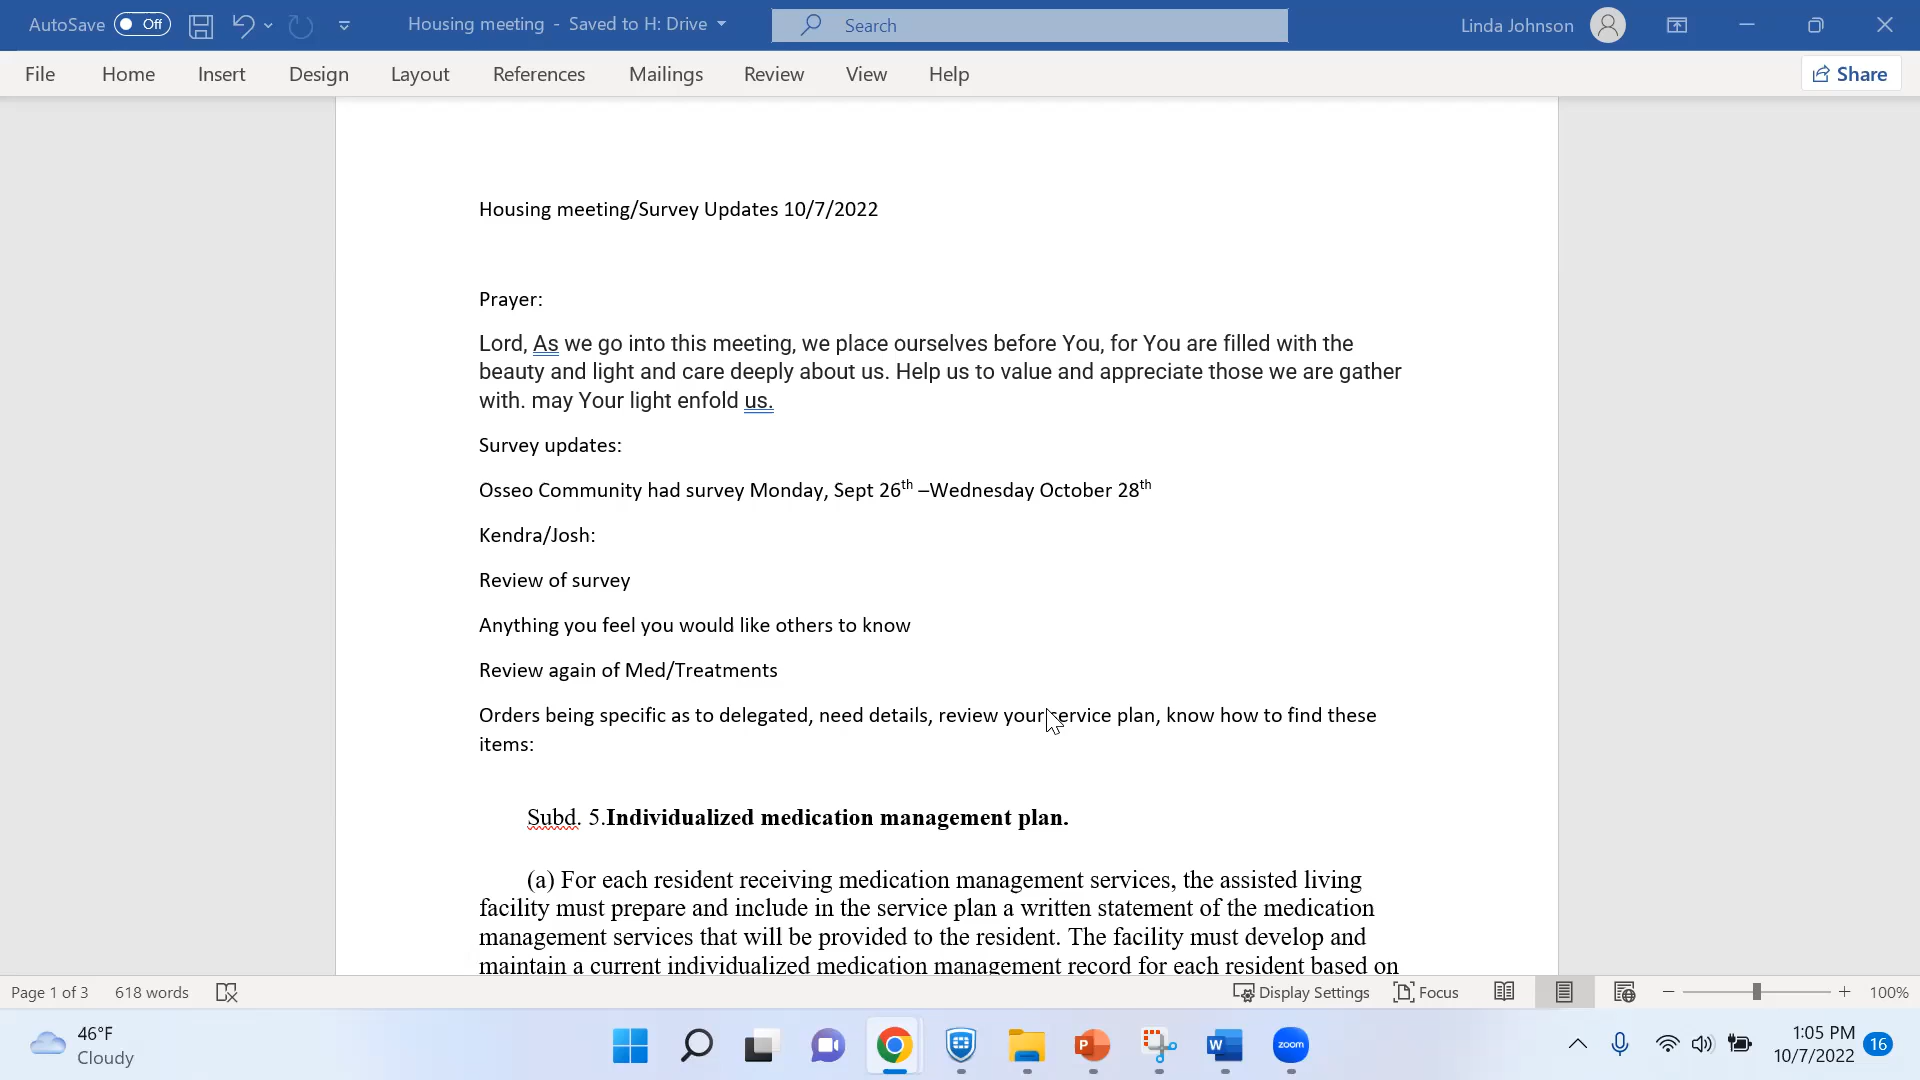 AutoSave Off Housing meeting - Saved to H: Drive Search Linda Johnson
File Home Insert Design Layout References Mailings Review View Help Share
Housing meeting/Survey Updates 10/7/2022
Prayer:
Lord, As we go into this meeting, we place ourselves before You, for You are filled with the
beauty and light and care deeply about us. Help us to value and appreciate those we are gather
with. may Your light enfold us.
Survey updates:
Osseo Community had survey Monday, Sept 26th –Wednesday October 28th
Kendra/Josh:
Review of survey
Anything you feel you would like others to know
Review again of Med/Treatments
Orders being specific as to delegated, need details, review your service plan, know how to find these
items:
Subd. 5.Individualized medication management plan.
(a) For each resident receiving medication management services, the assisted living
facility must prepare and include in the service plan a written statement of the medication
management services that will be provided to the resident. The facility must develop and
maintain a current individualized medication management record for each resident based on
Page 1 of 3 618 words Display Settings Focus 100%
46°F
Cloudy
zoom
1:05 PM
10/7/2022 16